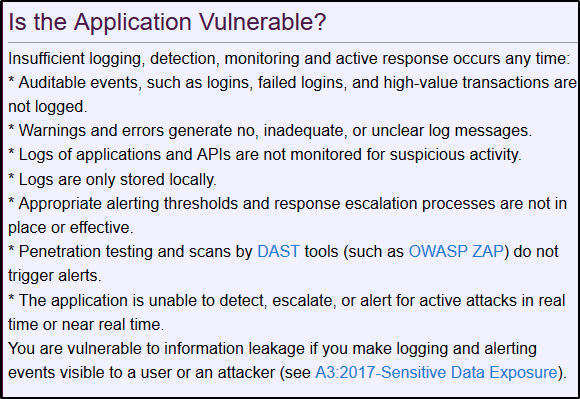 Is the Application Vulnerable?
Insufficient logging, detection, monitoring and active response occurs any time:
* Auditable events, such as logins, failed logins, and high-value transactions are
not logged.
* Warnings and errors generate no, inadequate, or unclear log messages.
* Logs of applications and APIs are not monitored for suspicious activity.
* Logs are only stored locally.
* Appropriate alerting thresholds and response escalation processes are not in
place or effective.
* Penetration testing and scans by DAST tools (such as OWASP ZAP) do not
trigger alerts.
* The application is unable to detect, escalate, or alert for active attacks in real
time or near real time.
You are vulnerable to information leakage if you make logging and alerting
events visible to a user or an attacker (see A3:2017-Sensitive Data Exposure).